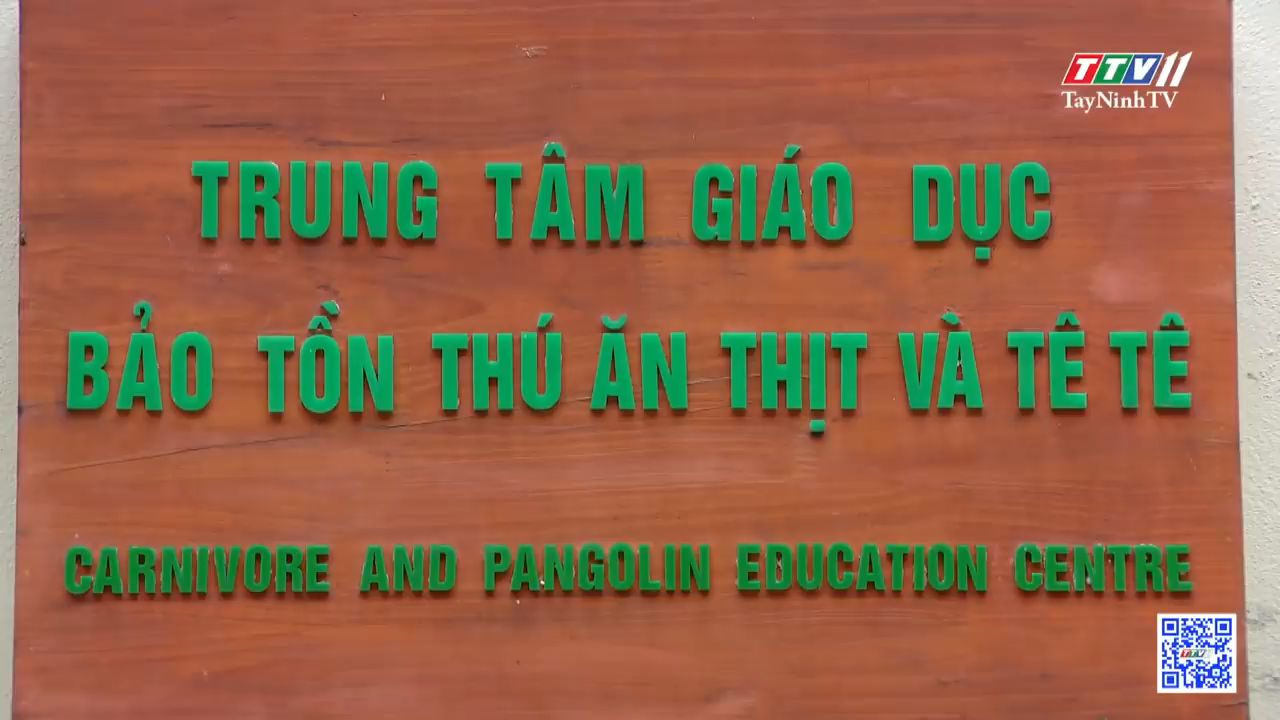 TTV11
TayNinhTV
TRUNG TÂM GIÁO DỤC
BẢO TỒN THÚ ĂN THỊT VÀ TÊ TÊ
CARNIVORE AND PANGOLIN EDUCATION CENTRE
TTV